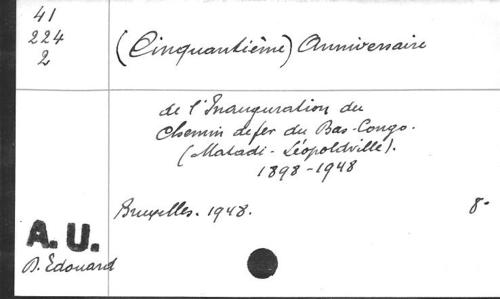 41
224
2
(Cinquantième) Anniversaire
de l'Inauguration du
Chemin de fer du Bas-Congo.
(Matadi - Léopoldville).
1898-1948
Bruxelles. 1948.
8°
A.U.
D. Edouard